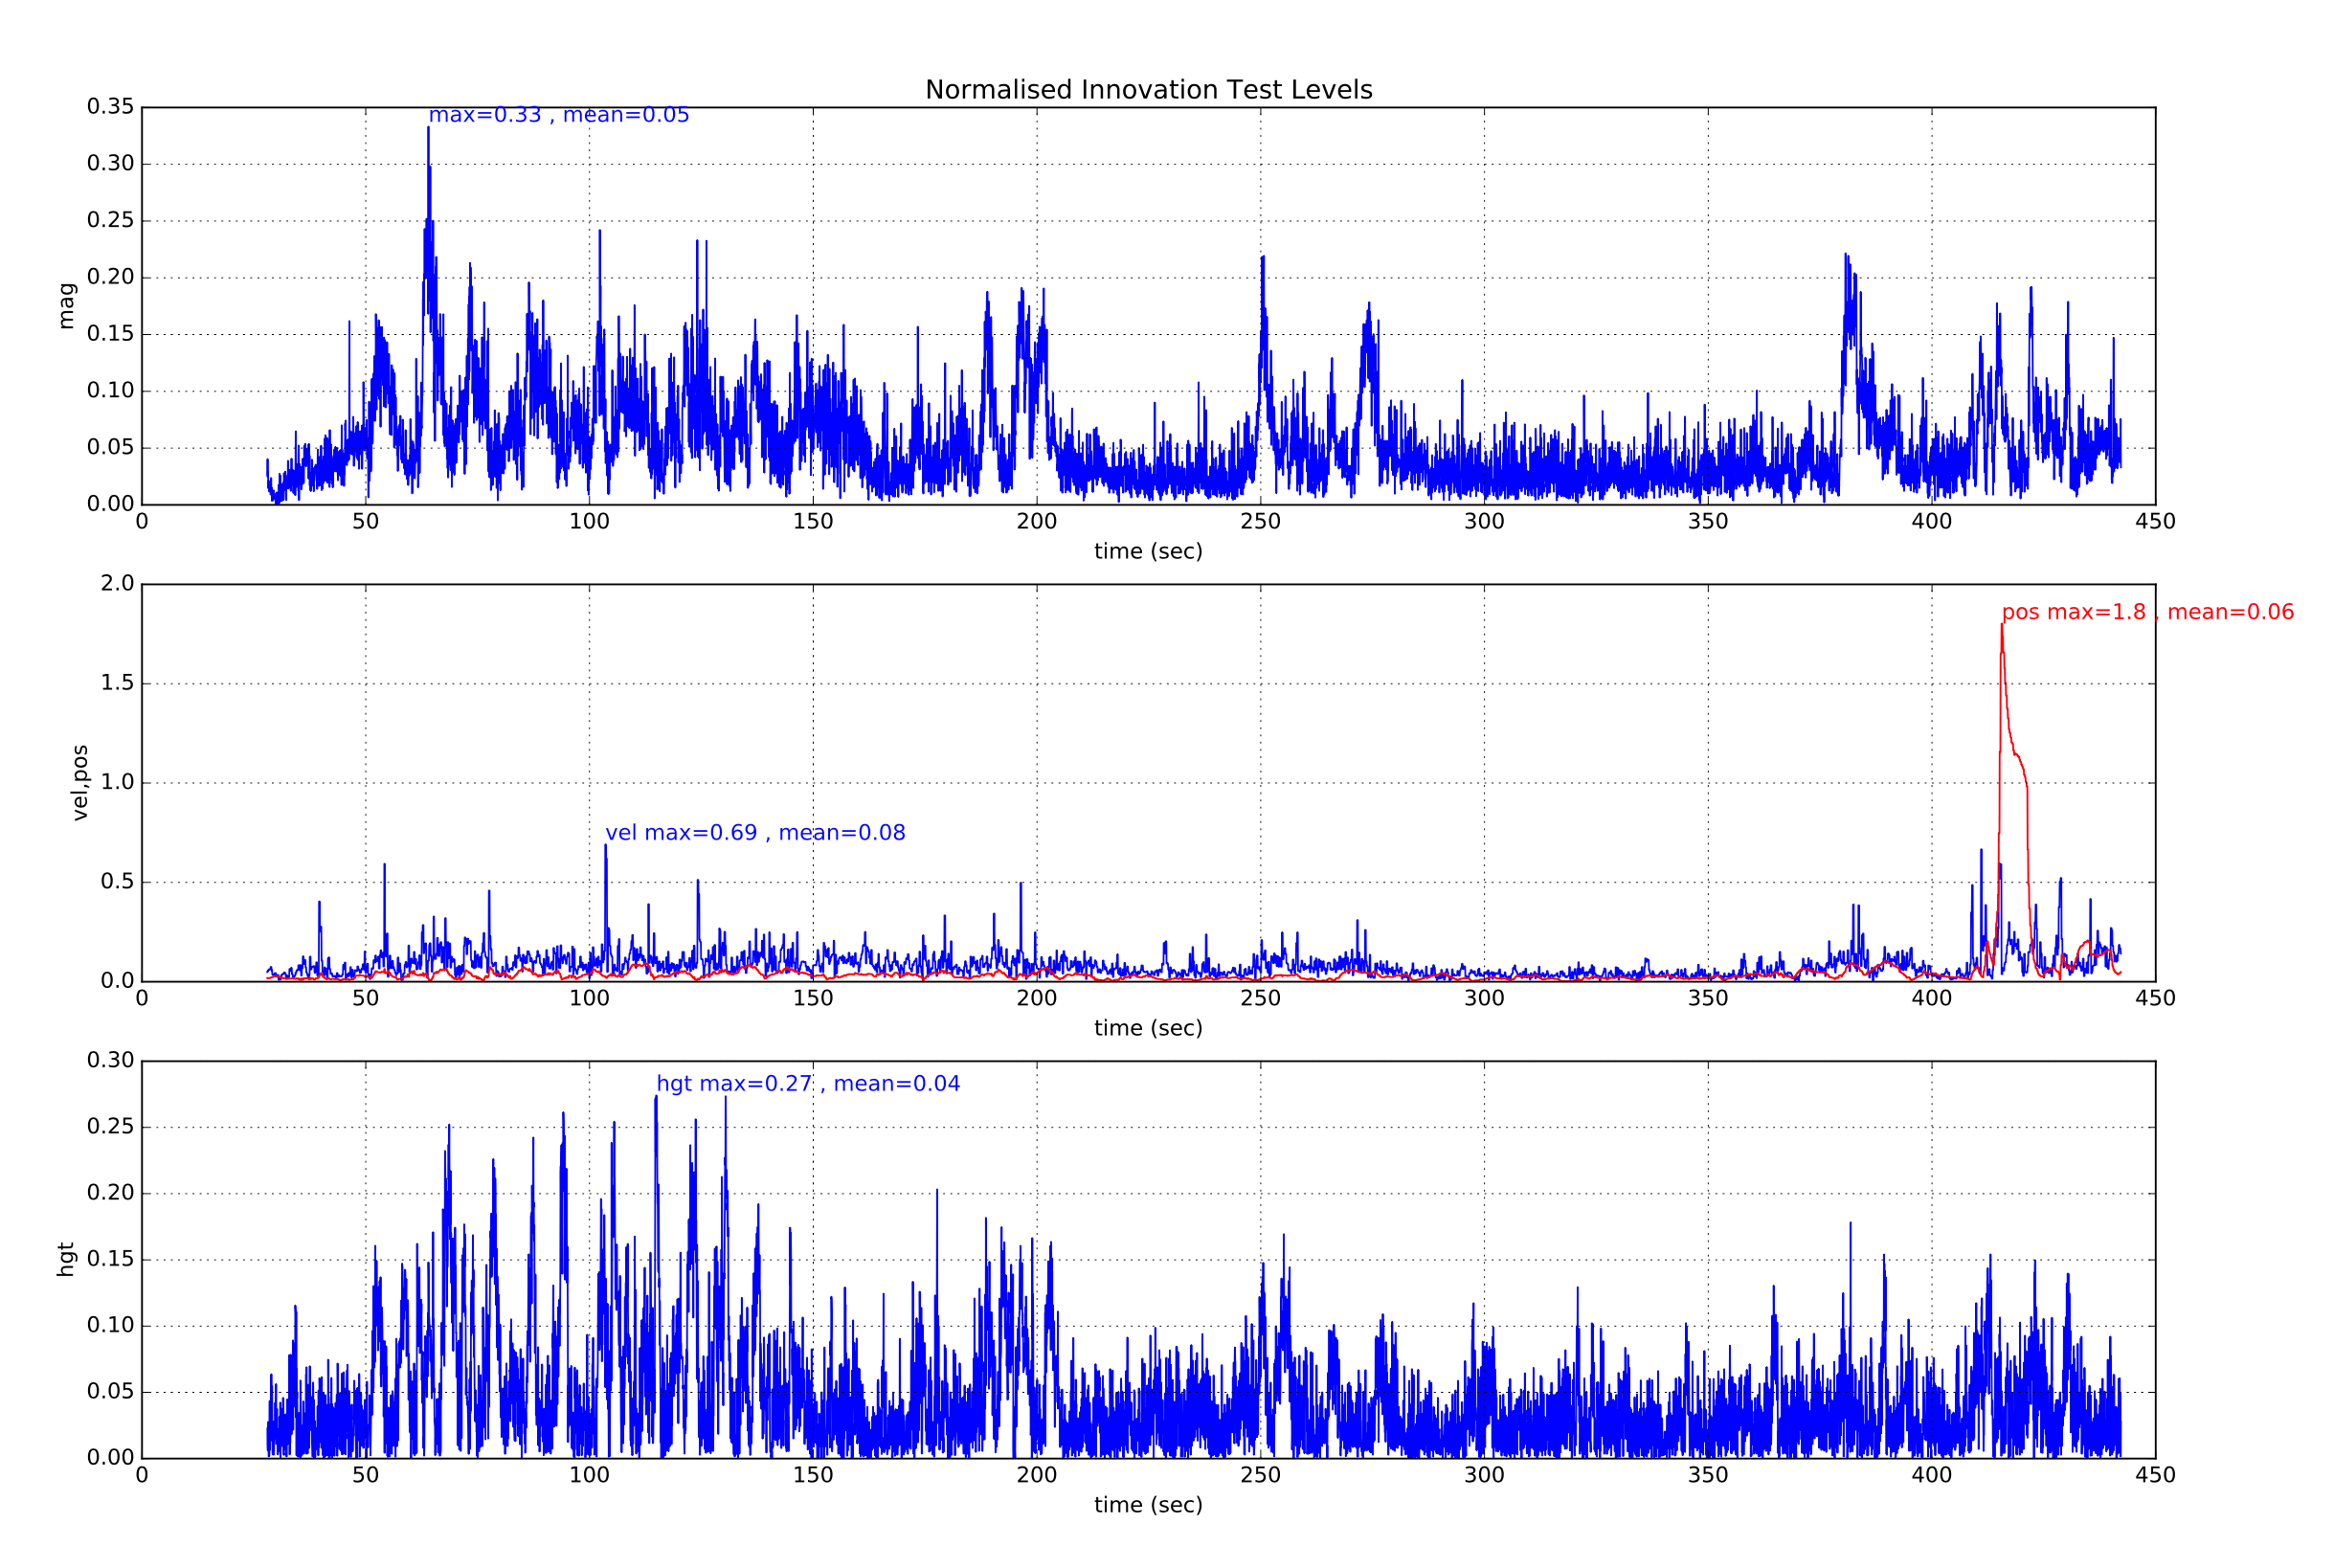 Normalised Innovation Test Levels
0.35
max=0.33 , mean=0.05
0.30
0.25
0.20
mag
0.15
0.10
0.05
0.00
0 50 100 150 200 250 300 350 400 450
time (sec)
2.0
pos max=1.8 , mean=0.06
1.5
vel,pos
1.0
vel max=0.69 , mean=0.08
0.5
0.0
0 50 100 150 200 250 300 350 400 450
time (sec)
0.30
hgt max=0.27 , mean=0.04
0.25
0.20
hgt
0.15
0.10
0.05
0.00
0 50 100 150 200 250 300 350 400 450
time (sec)